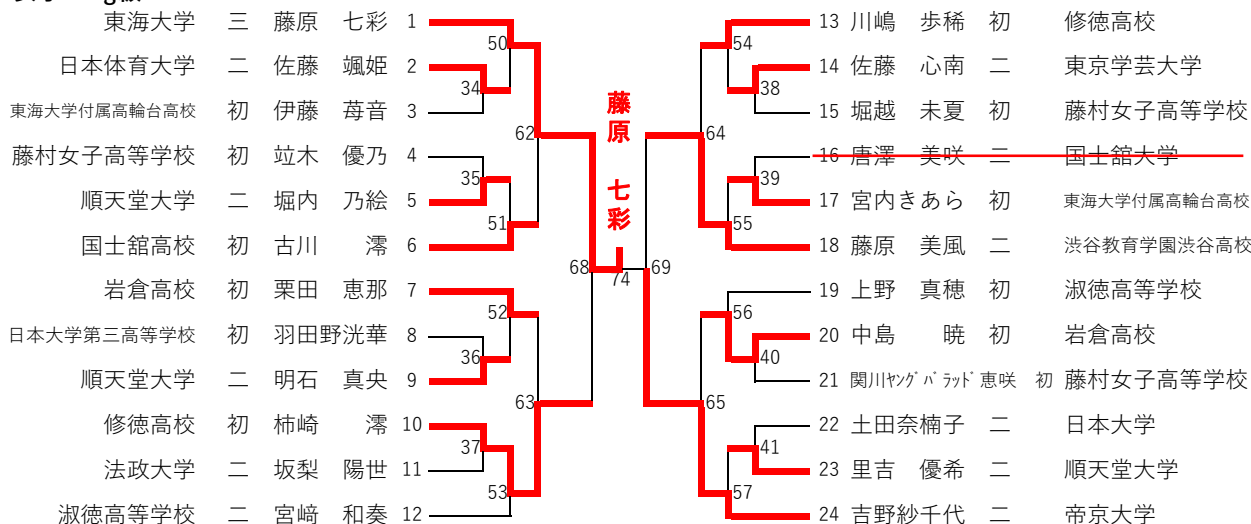 東海大学 三 藤原 七彩 1
日本体育大学 二 佐藤 颯姫 2
東海大学付属高輪台高校 初 伊藤 苺音 3
藤村女子高等学校 初 竝木 優乃 4
順天堂大学 二 堀内 乃絵 5
国士舘高校 初 古川 澪 6
岩倉高校 初 栗田 恵那 7
日本大学第三高等学校 初 羽田野洸華 8
順天堂大学 二 明石 真央 9
修徳高校 初 柿崎 澪 10
法政大学 二 坂梨 陽世 11
淑徳高等学校 二 宮﨑 和奏 12
50
34
62
35
51
68
52
36
63
37
53
藤原 七彩
74
54
38
64
39
55
69
56
40
65
41
57
13 川嶋 歩稀 初 修徳高校
14 佐藤 心南 二 東京学芸大学
15 堀越 未夏 初 藤村女子高等学校
16 唐澤 美咲 二 国士舘大学
17 宮内きあら 初 東海大学付属高輪台高校
18 藤原 美風 二 渋谷教育学園渋谷高校
19 上野 真穂 初 淑徳高等学校
20 中島 暁 初 岩倉高校
21 関川ﾔﾝｸﾞﾊﾞﾗｯﾄﾞ恵咲 初 藤村女子高等学校
22 土田奈楠子 二 日本大学
23 里吉 優希 二 順天堂大学
24 吉野紗千代 二 帝京大学